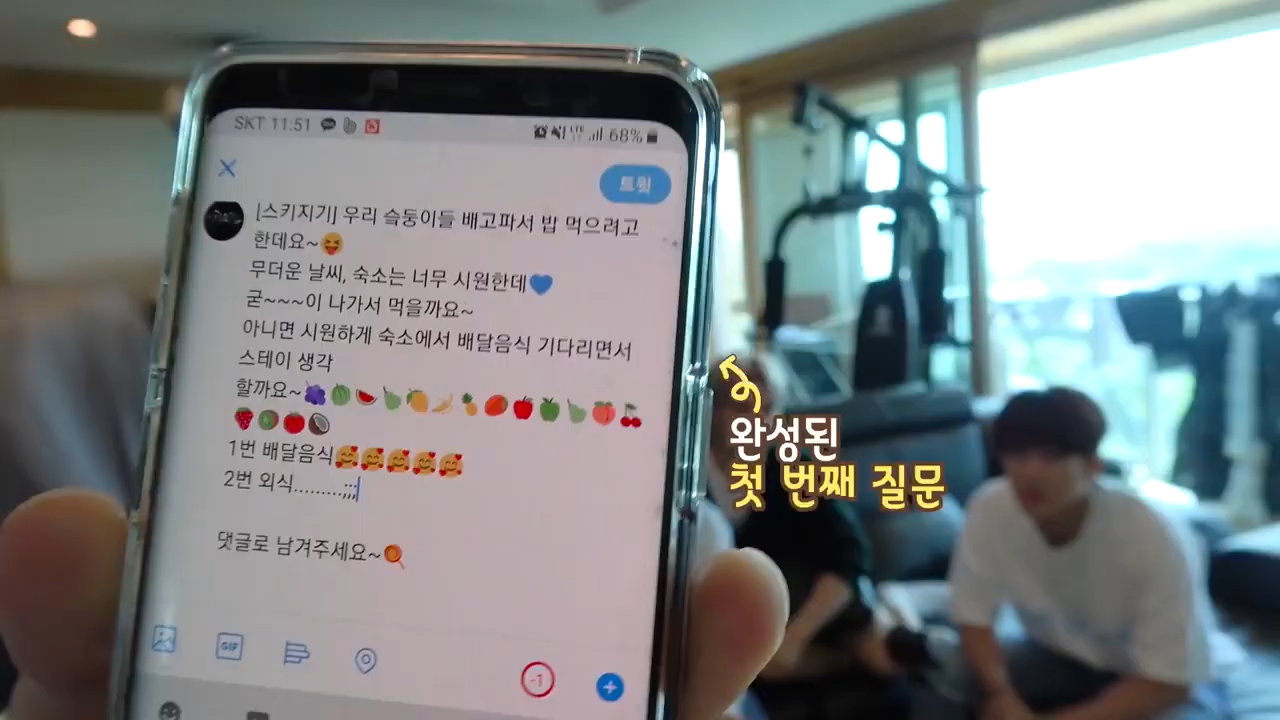 SKT 11:51
LTE 68%
트윗
[스키지기] 우리 슼둥이들 배고파서 밥 먹으려고
한데요~😝
무더운 날씨, 숙소는 너무 시원한데💙
굳~~~이 나가서 먹을까요~
아니면 시원하게 숙소에서 배달음식 기다리면서
스테이 생각
할까요~🍇🍈🍉🍐🍋🍌🍍🥭🍎🍏🍐🍑🍒
🍓🥝🍅🥥
1번 배달음식🥰🥰🥰🥰🥰
2번 외식.........;;;
댓글로 남겨주세요~🍭
GIF
-1
완성된
첫 번째 질문